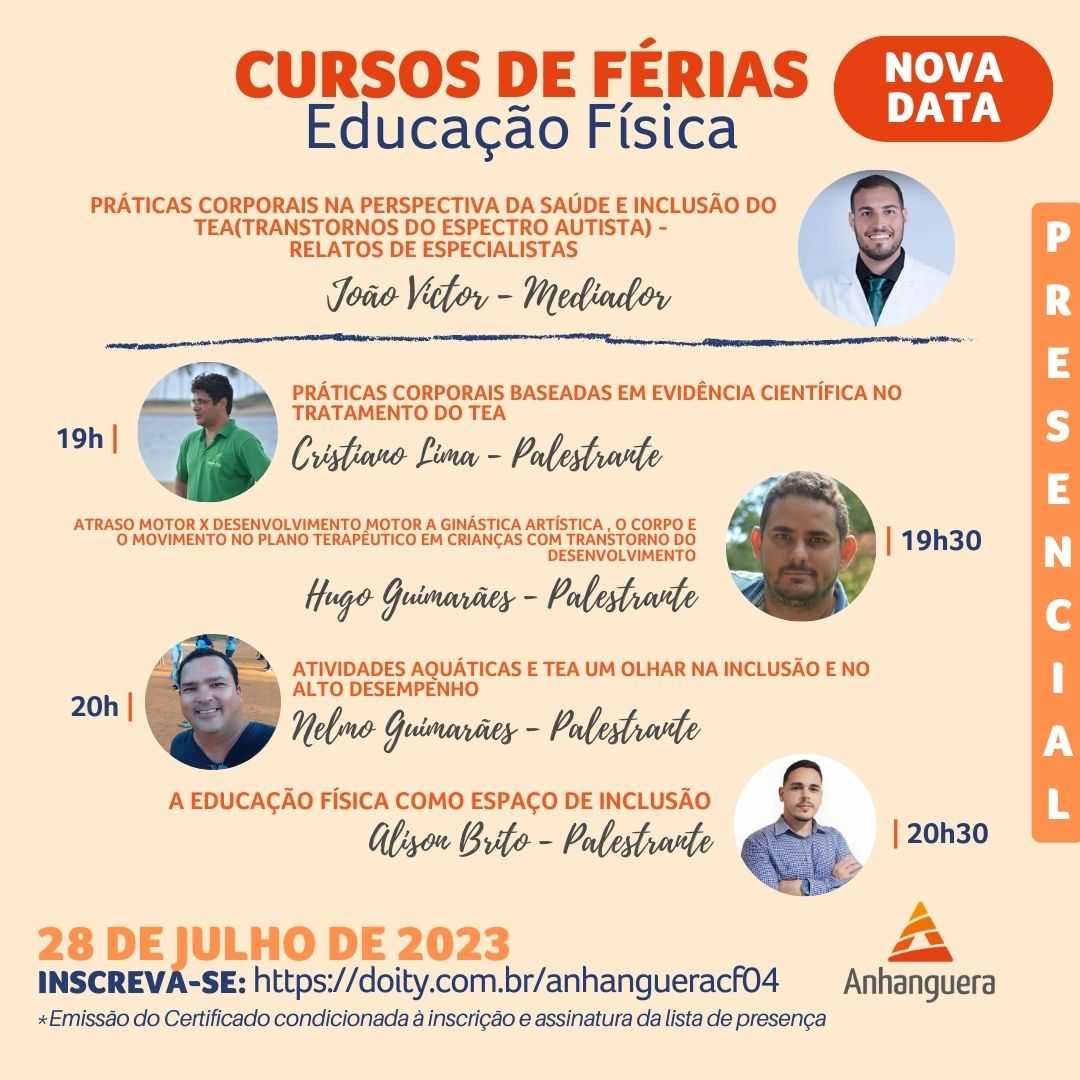 CURSOS DE FÉRIAS
Educação Física
NOVA
DATA
PRÁTICAS CORPORAIS NA PERSPECTIVA DA SAÚDE E INCLUSÃO DO
TEA(TRANSTORNOS DO ESPECTRO AUTISTA) -
RELATOS DE ESPECIALISTAS
João Victor - Mediador
PRESENCIAL
19h |
PRÁTICAS CORPORAIS BASEADAS EM EVIDÊNCIA CIENTÍFICA NO
TRATAMENTO DO TEA
Cristiano Lima - Palestrante
ATRASO MOTOR X DESENVOLVIMENTO MOTOR A GINÁSTICA ARTÍSTICA , O CORPO E
O MOVIMENTO NO PLANO TERAPÊUTICO EM CRIANÇAS COM TRANSTORNO DO
DESENVOLVIMENTO
Hugo Guimarães - Palestrante
| 19h30
20h |
ATIVIDADES AQUÁTICAS E TEA UM OLHAR NA INCLUSÃO E NO
ALTO DESEMPENHO
Nelmo Guimarães - Palestrante
A EDUCAÇÃO FÍSICA COMO ESPAÇO DE INCLUSÃO
Alison Brito - Palestrante
| 20h30
28 DE JULHO DE 2023
INSCREVA-SE: https://doity.com.br/anhangueracf04
*Emissão do Certificado condicionada à inscrição e assinatura da lista de presença
Anhanguera